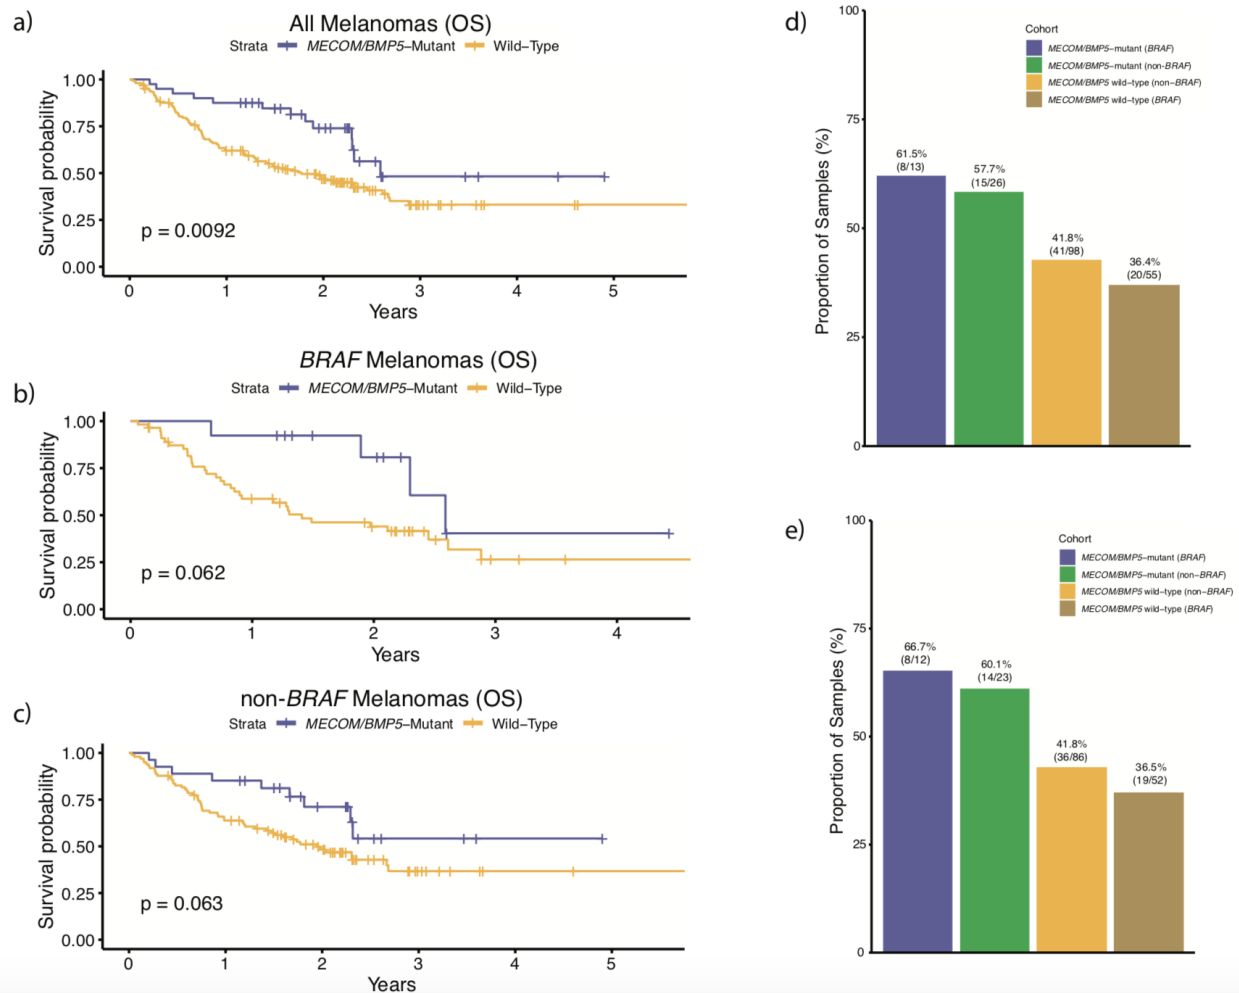 a)
All Melanomas (OS)
Strata MECOM/BMP5–Mutant Wild–Type
Survival probability
1.00
0.75
0.50
0.25
0.00
p = 0.0092
0 1 2 3 4 5
Years
b)
BRAF Melanomas (OS)
Strata MECOM/BMP5–Mutant Wild–Type
Survival probability
1.00
0.75
0.50
0.25
0.00
p = 0.062
0 1 2 3 4
Years
c)
non-BRAF Melanomas (OS)
Strata MECOM/BMP5–Mutant Wild–Type
Survival probability
1.00
0.75
0.50
0.25
0.00
p = 0.063
0 1 2 3 4 5
Years
d)
Proportion of Samples (%)
100
75
50
25
0
Cohort
MECOM/BMP5–mutant (BRAF)
MECOM/BMP5–mutant (non-BRAF)
MECOM/BMP5 wild–type (non–BRAF)
MECOM/BMP5 wild–type (BRAF)
61.5%
(8/13)
57.7%
(15/26)
41.8%
(41/98)
36.4%
(20/55)
e)
Proportion of Samples (%)
100
75
50
25
0
Cohort
MECOM/BMP5–mutant (BRAF)
MECOM/BMP5–mutant (non–BRAF)
MECOM/BMP5 wild–type (non–BRAF)
MECOM/BMP5 wild–type (BRAF)
66.7%
(8/12)
60.1%
(14/23)
41.8%
(36/86)
36.5%
(19/52)